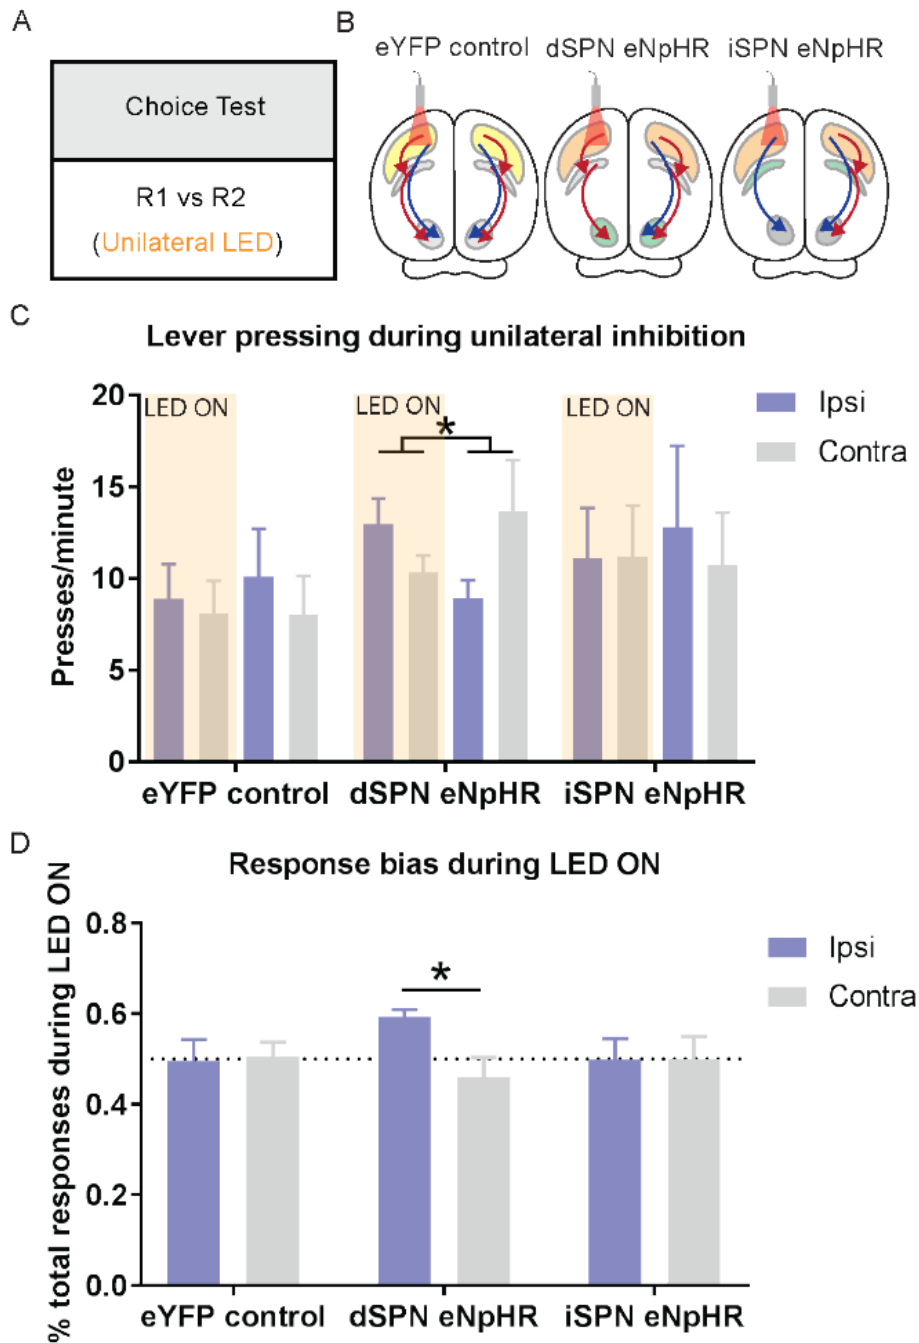 A
Choice Test
R1 vs R2
(Unilateral LED)
B
eYFP control dSPN eNpHR iSPN eNpHR
C
Lever pressing during unilateral inhibition
Presses/minute
20
15
10
5
0
LED ON LED ON LED ON
*
Ipsi
Contra
eYFP control dSPN eNpHR iSPN eNpHR
D
Response bias during LED ON
% total responses during LED ON
0.8
0.6
0.4
0.2
0.0
*
Ipsi
Contra
eYFP control dSPN eNpHR iSPN eNpHR